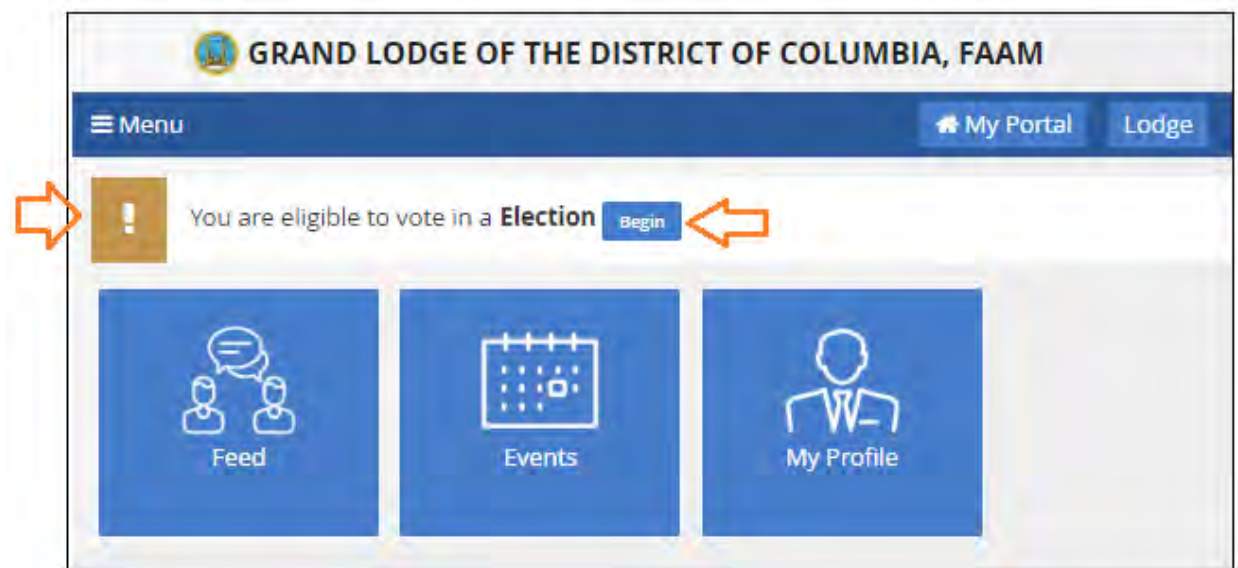 GRAND LODGE OF THE DISTRICT OF COLUMBIA, FAAM
Menu My Portal Lodge
! You are eligible to vote in a Election Begin
Feed Events My Profile